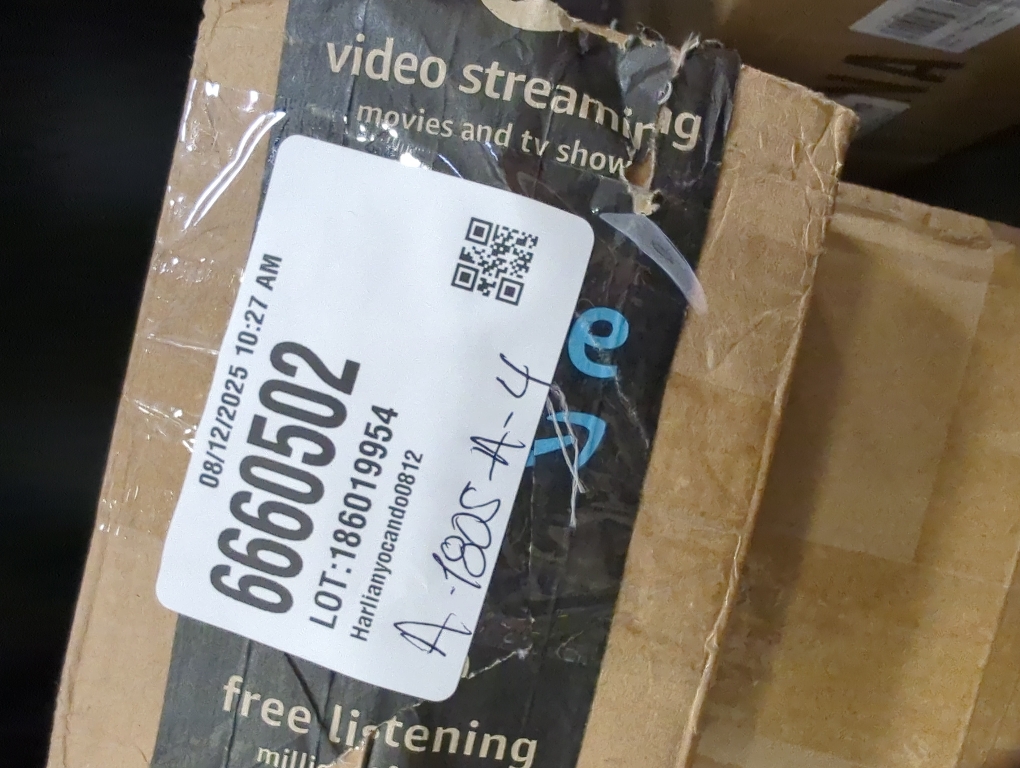 video streaming
movies and tv show
08/12/2025 10:27 AM
6660502
LOT:186019954
Harlianyocando0812
A-1805-A-4
e
free listening